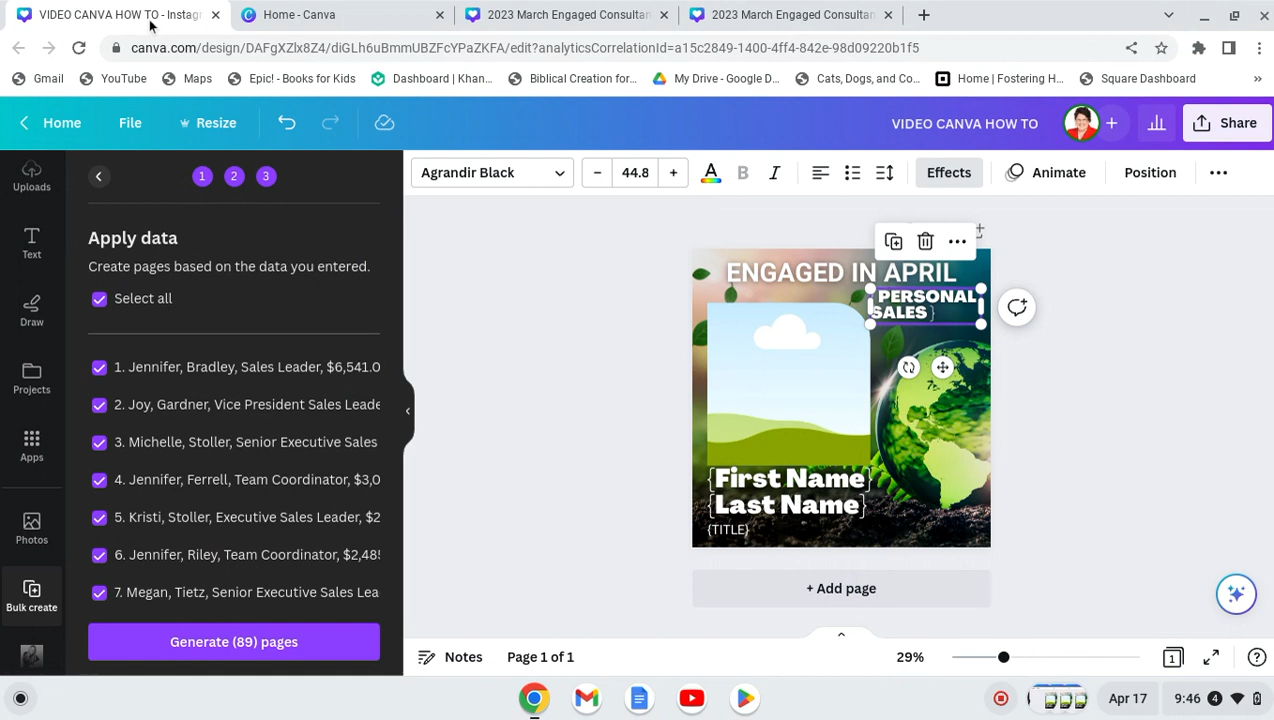 VIDEO CANVA HOW TO - Instagr
Home - Canva
2023 March Engaged Consultan
2023 March Engaged Consultan
canva.com/design/DAFgXZlx8Z4/diGLh6uBmmUBZFcYPaZKFA/edit?analyticsCorrelationId=a15c2849-1400-4ff4-842e-98d09220b1f5
Gmail
YouTube
Maps
Epic! - Books for Kids
Dashboard | Khan...
Biblical Creation for...
My Drive - Google D...
Cats, Dogs, and Co...
Home | Fostering H...
Square Dashboard
»
Home
File
Resize
VIDEO CANVA HOW TO
Share
Uploads
Text
Draw
Projects
Apps
Photos
Bulk create
1 2 3
Apply data
Create pages based on the data you entered.
Select all
1. Jennifer, Bradley, Sales Leader, $6,541.0
2. Joy, Gardner, Vice President Sales Leade
3. Michelle, Stoller, Senior Executive Sales
4. Jennifer, Ferrell, Team Coordinator, $3,0
5. Kristi, Stoller, Executive Sales Leader, $2
6. Jennifer, Riley, Team Coordinator, $2,485
7. Megan, Tietz, Senior Executive Sales Lea
Generate (89) pages
Agrandir Black
44.8
A
B
I
Effects
Animate
Position
ENGAGED IN APRIL
PERSONAL
SALES }
{First Name}
{Last Name}
{TITLE}
+ Add page
Notes
Page 1 of 1
29%
1
Apr 17
9:46
4